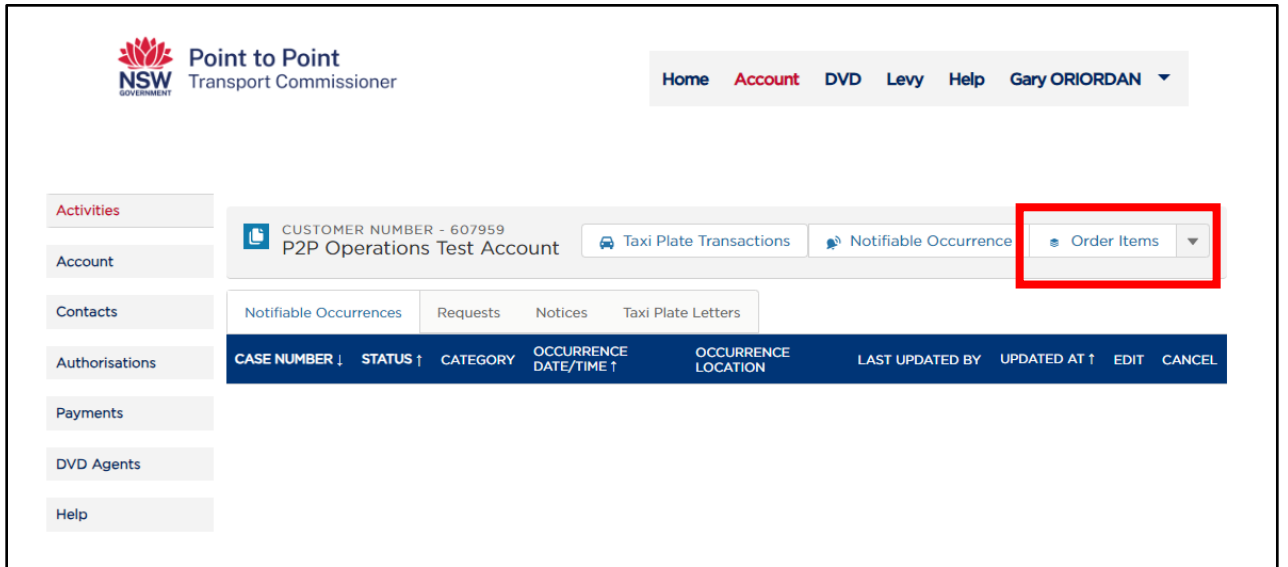 Point to Point
Transport Commissioner
NSW
GOVERNMENT
Home Account DVD Levy Help Gary ORIORDAN
Activities
Account
Contacts
Authorisations
Payments
DVD Agents
Help
CUSTOMER NUMBER - 607959
P2P Operations Test Account
Taxi Plate Transactions
Notifiable Occurrence
Order Items
Notifiable Occurrences Requests Notices Taxi Plate Letters
CASE NUMBER ↓ STATUS ↑ CATEGORY OCCURRENCE DATE/TIME ↑ OCCURRENCE LOCATION LAST UPDATED BY UPDATED AT ↑ EDIT CANCEL